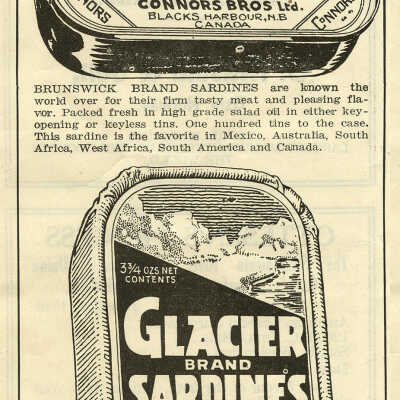 CONNORS BROS Ltd.
BLACKS HARBOUR, N.B
CANADA
BRUNSWICK BRAND SARDINES are known the
world over for their firm tasty meat and pleasing fla-
vor. Packed fresh in high grade salad oil in either key-
opening or keyless tins. One hundred tins to the case.
This sardine is the favorite in Mexico, Australia, South
Africa, West Africa, South America and Canada.
3¾ OZS NET
CONTENTS
GLACIER
BRAND
SARDINES